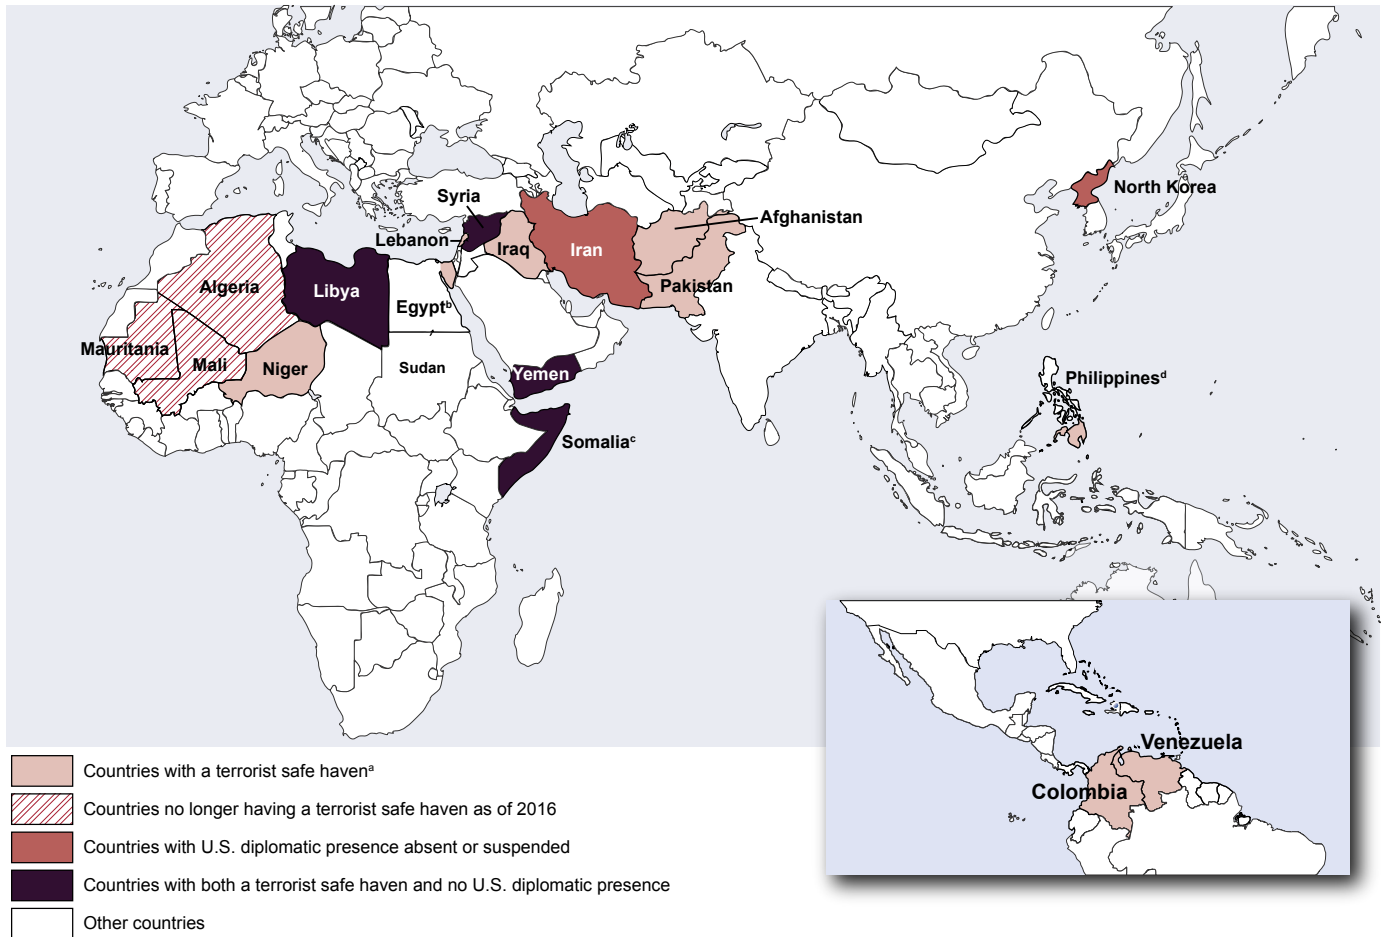 North Korea
Syria
Afghanistan
Lebanon
Iraq
Iran
Algeria
Libya
Pakistan
Egyptᵇ
Mauritania
Mali
Niger
Sudan
Yemen
Philippinesᵈ
Somaliaᶜ
Venezuela
Colombia
Countries with a terrorist safe havenᵃ
Countries no longer having a terrorist safe haven as of 2016
Countries with U.S. diplomatic presence absent or suspended
Countries with both a terrorist safe haven and no U.S. diplomatic presence
Other countries